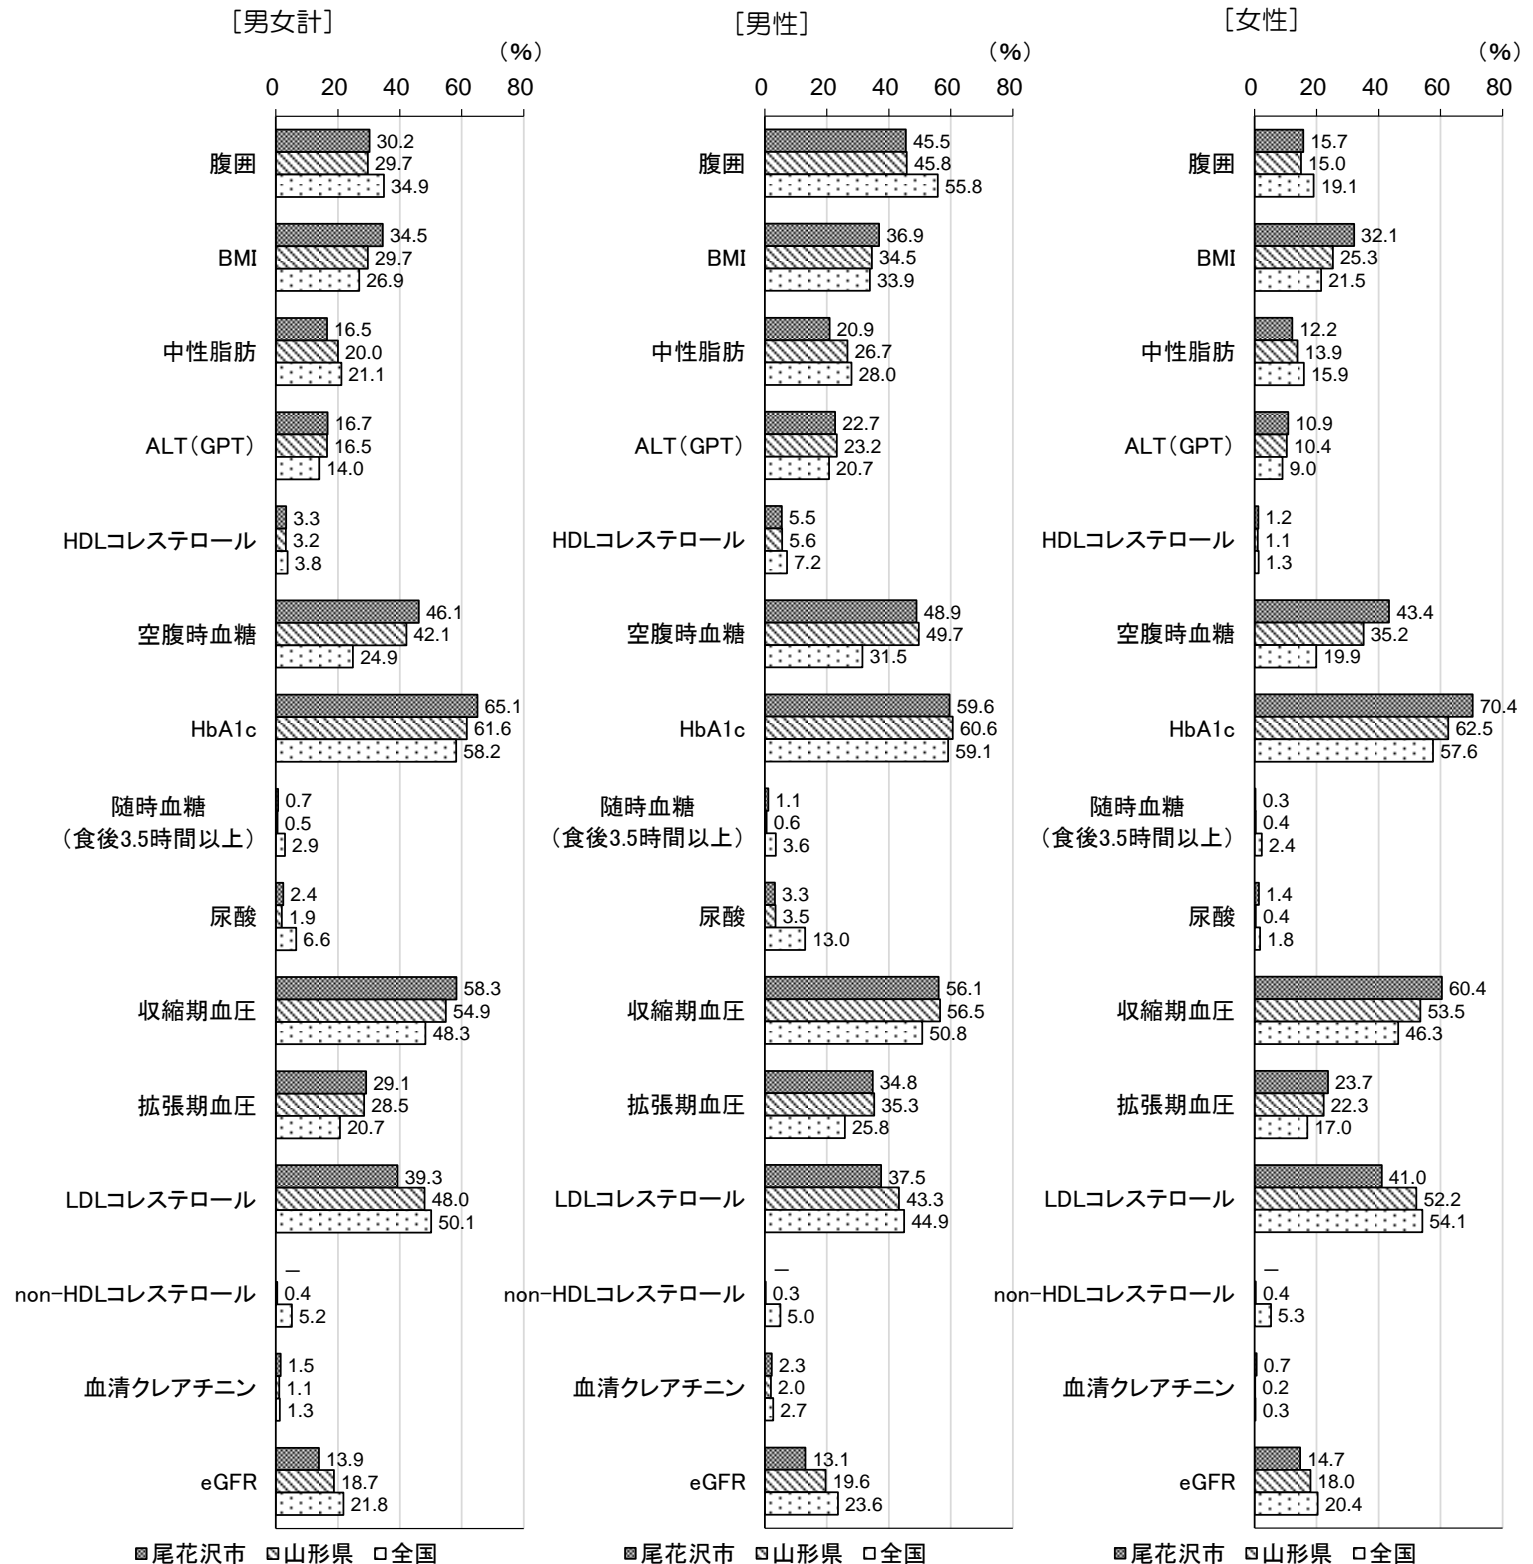 ［男女計］
（%）
0 20 40 60 80
腹囲
30.2
29.7
34.9
BMI
34.5
29.7
26.9
中性脂肪
16.5
20.0
21.1
ALT（GPT）
16.7
16.5
14.0
HDLコレステロール
3.3
3.2
3.8
空腹時血糖
46.1
42.1
24.9
HbA1c
65.1
61.6
58.2
随時血糖
（食後3.5時間以上）
0.7
0.5
2.9
尿酸
2.4
1.9
6.6
収縮期血圧
58.3
54.9
48.3
拡張期血圧
29.1
28.5
20.7
LDLコレステロール
39.3
48.0
50.1
non-HDLコレステロール
－
0.4
5.2
血清クレアチニン
1.5
1.1
1.3
eGFR
13.9
18.7
21.8
尾花沢市 山形県 全国
［男性］
（%）
0 20 40 60 80
腹囲
45.5
45.8
55.8
BMI
36.9
34.5
33.9
中性脂肪
20.9
26.7
28.0
ALT（GPT）
22.7
23.2
20.7
HDLコレステロール
5.5
5.6
7.2
空腹時血糖
48.9
49.7
31.5
HbA1c
59.6
60.6
59.1
随時血糖
（食後3.5時間以上）
1.1
0.6
3.6
尿酸
3.3
3.5
13.0
収縮期血圧
56.1
56.5
50.8
拡張期血圧
34.8
35.3
25.8
LDLコレステロール
37.5
43.3
44.9
non-HDLコレステロール
－
0.3
5.0
血清クレアチニン
2.3
2.0
2.7
eGFR
13.1
19.6
23.6
尾花沢市 山形県 全国
［女性］
（%）
0 20 40 60 80
腹囲
15.7
15.0
19.1
BMI
32.1
25.3
21.5
中性脂肪
12.2
13.9
15.9
ALT（GPT）
10.9
10.4
9.0
HDLコレステロール
1.2
1.1
1.3
空腹時血糖
43.4
35.2
19.9
HbA1c
70.4
62.5
57.6
随時血糖
（食後3.5時間以上）
0.3
0.4
2.4
尿酸
1.4
0.4
1.8
収縮期血圧
60.4
53.5
46.3
拡張期血圧
23.7
22.3
17.0
LDLコレステロール
41.0
52.2
54.1
non-HDLコレステロール
－
0.4
5.3
血清クレアチニン
0.7
0.2
0.3
eGFR
14.7
18.0
20.4
尾花沢市 山形県 全国